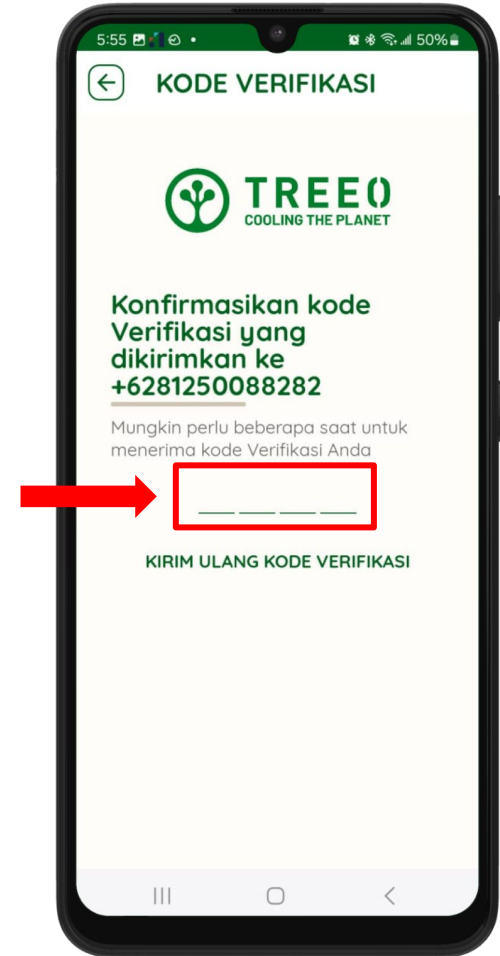 5:55 50%
KODE VERIFIKASI
TREEO
COOLING THE PLANET
Konfirmasikan kode
Verifikasi yang
dikirimkan ke
+6281250088282
Mungkin perlu beberapa saat untuk
menerima kode Verifikasi Anda
KIRIM ULANG KODE VERIFIKASI